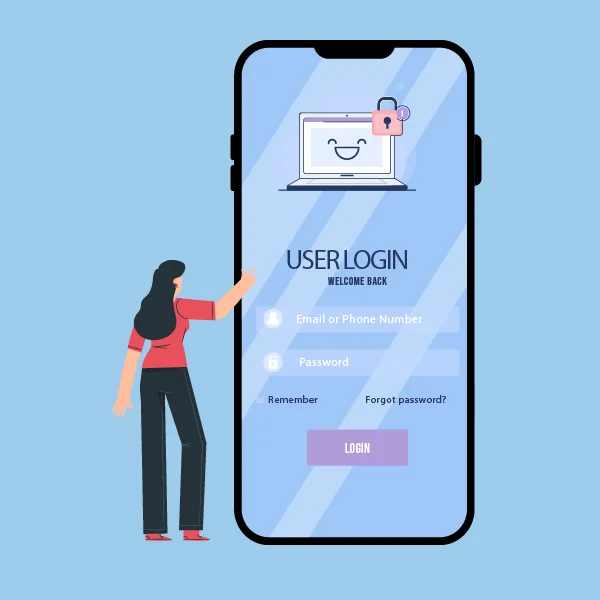 USER LOGIN
WELCOME BACK
Email or Phone Number
Password
Remember
Forgot password?
LOGIN